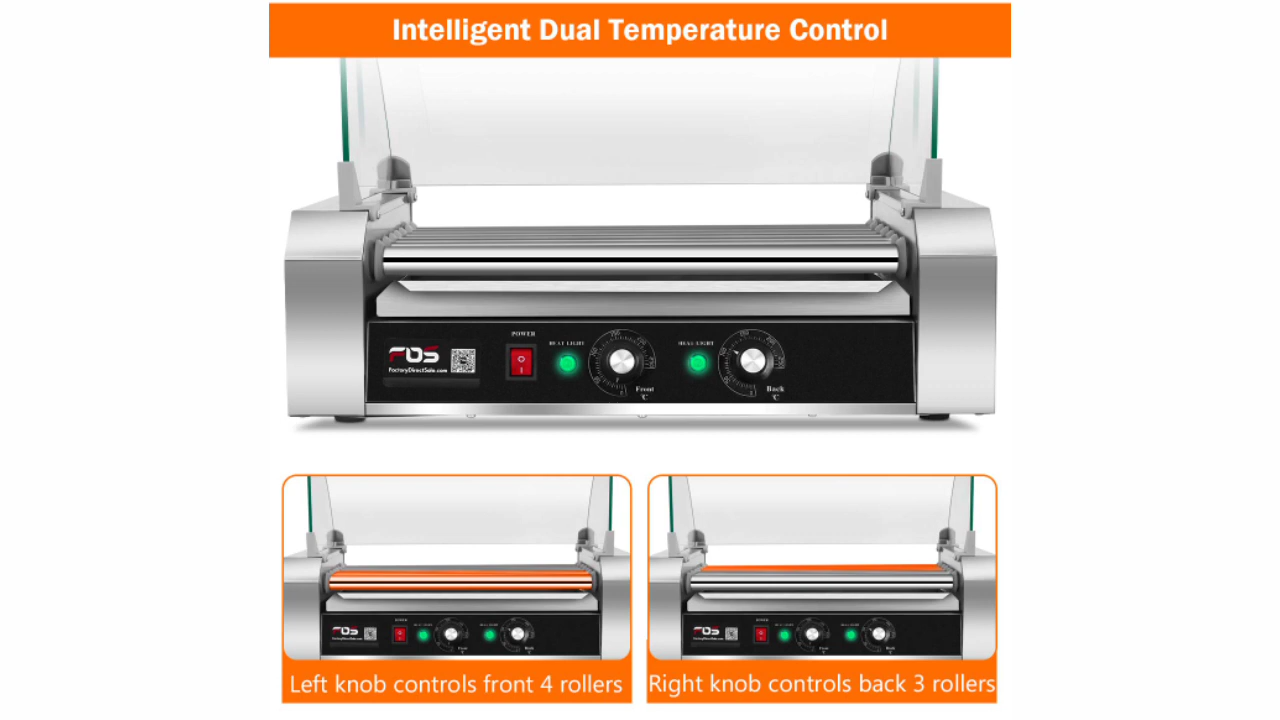 Intelligent Dual Temperature Control
POWER
HEAT LIGHT
HEAT LIGHT
FDS
FactoryDirectSale.com
Front
°C
Back
°C
Left knob controls front 4 rollers
Right knob controls back 3 rollers